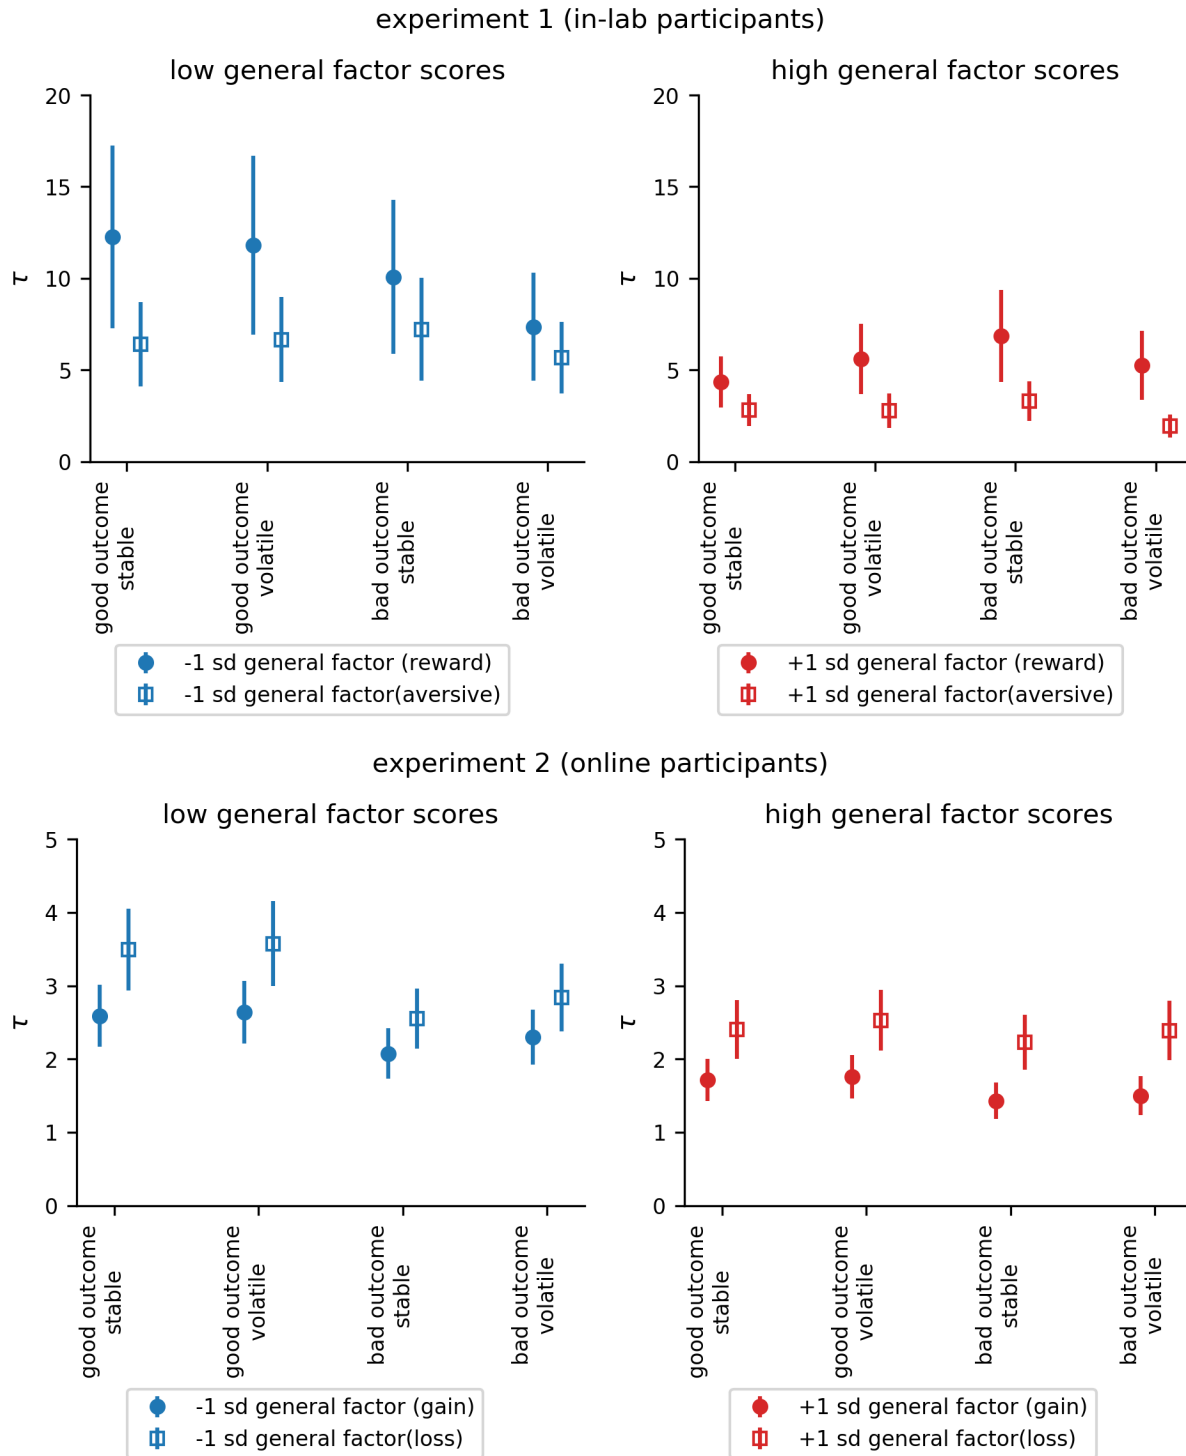 experiment 1 (in-lab participants)
low general factor scores
20
15
10
5
0
τ
good outcome
stable
good outcome
volatile
bad outcome
stable
bad outcome
volatile
-1 sd general factor (reward)
-1 sd general factor(aversive)
high general factor scores
20
15
10
5
0
τ
good outcome
stable
good outcome
volatile
bad outcome
stable
bad outcome
volatile
+1 sd general factor (reward)
+1 sd general factor(aversive)
experiment 2 (online participants)
low general factor scores
5
4
3
2
1
0
τ
good outcome
stable
good outcome
volatile
bad outcome
stable
bad outcome
volatile
-1 sd general factor (gain)
-1 sd general factor(loss)
high general factor scores
5
4
3
2
1
0
τ
good outcome
stable
good outcome
volatile
bad outcome
stable
bad outcome
volatile
+1 sd general factor (gain)
+1 sd general factor(loss)